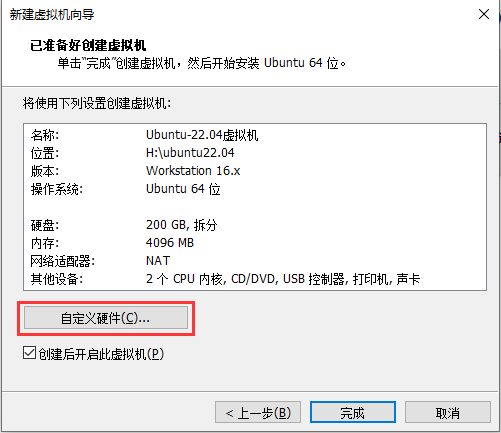 新建虚拟机向导
已准备好创建虚拟机
单击“完成”创建虚拟机，然后开始安装 Ubuntu 64 位。
将使用下列设置创建虚拟机:
名称: Ubuntu-22.04虚拟机
位置: H:\ubuntu22.04
版本: Workstation 16.x
操作系统: Ubuntu 64 位
硬盘: 200 GB, 拆分
内存: 4096 MB
网络适配器: NAT
其他设备: 2 个 CPU 内核, CD/DVD, USB 控制器, 打印机, 声卡
自定义硬件(C)...
创建后开启此虚拟机(P)
< 上一步(B) 完成 取消